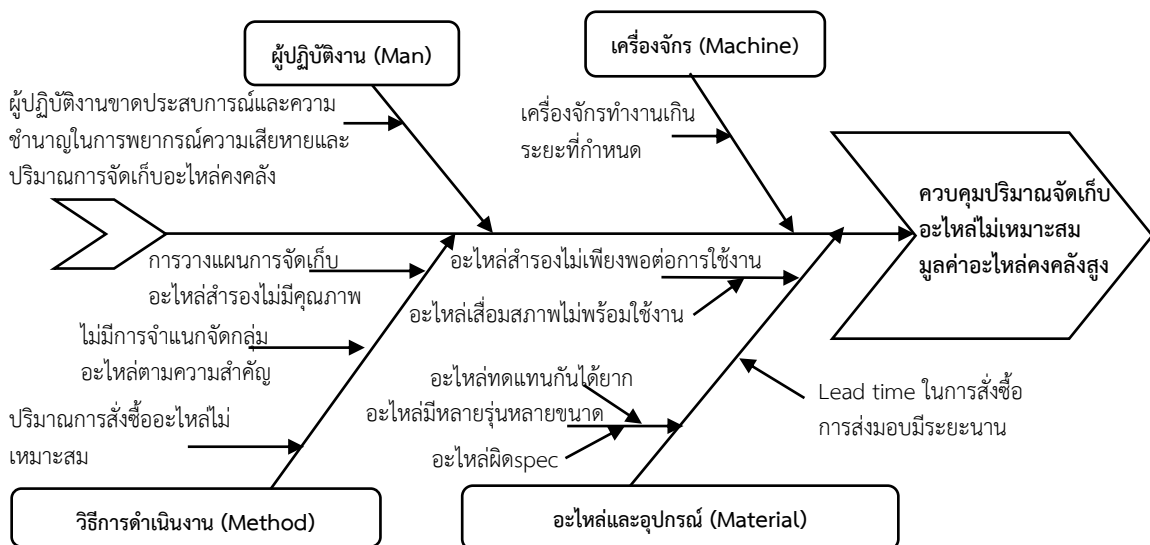 ผู้ปฏิบัติงาน (Man)
เครื่องจักร (Machine)
ผู้ปฏิบัติงานขาดประสบการณ์และความ
ชำนาญในการพยากรณ์ความเสียหายและ
ปริมาณการจัดเก็บอะไหล่คงคลัง
เครื่องจักรทำงานเกิน
ระยะที่กำหนด
ควบคุมปริมาณจัดเก็บ
อะไหล่ไม่เหมาะสม
มูลค่าอะไหล่คงคลังสูง
การวางแผนการจัดเก็บ
อะไหล่สำรองไม่มีคุณภาพ
ไม่มีการจำแนกจัดกลุ่ม
อะไหล่ตามความสำคัญ
ปริมาณการสั่งซื้ออะไหล่ไม่
เหมาะสม
อะไหล่สำรองไม่เพียงพอต่อการใช้งาน
อะไหล่เสื่อมสภาพไม่พร้อมใช้งาน
อะไหล่ทดแทนกันได้ยาก
อะไหล่มีหลายรุ่นหลายขนาด
อะไหล่ผิดspec
Lead time ในการสั่งซื้อ
การส่งมอบมีระยะนาน
วิธีการดำเนินงาน (Method)
อะไหล่และอุปกรณ์ (Material)